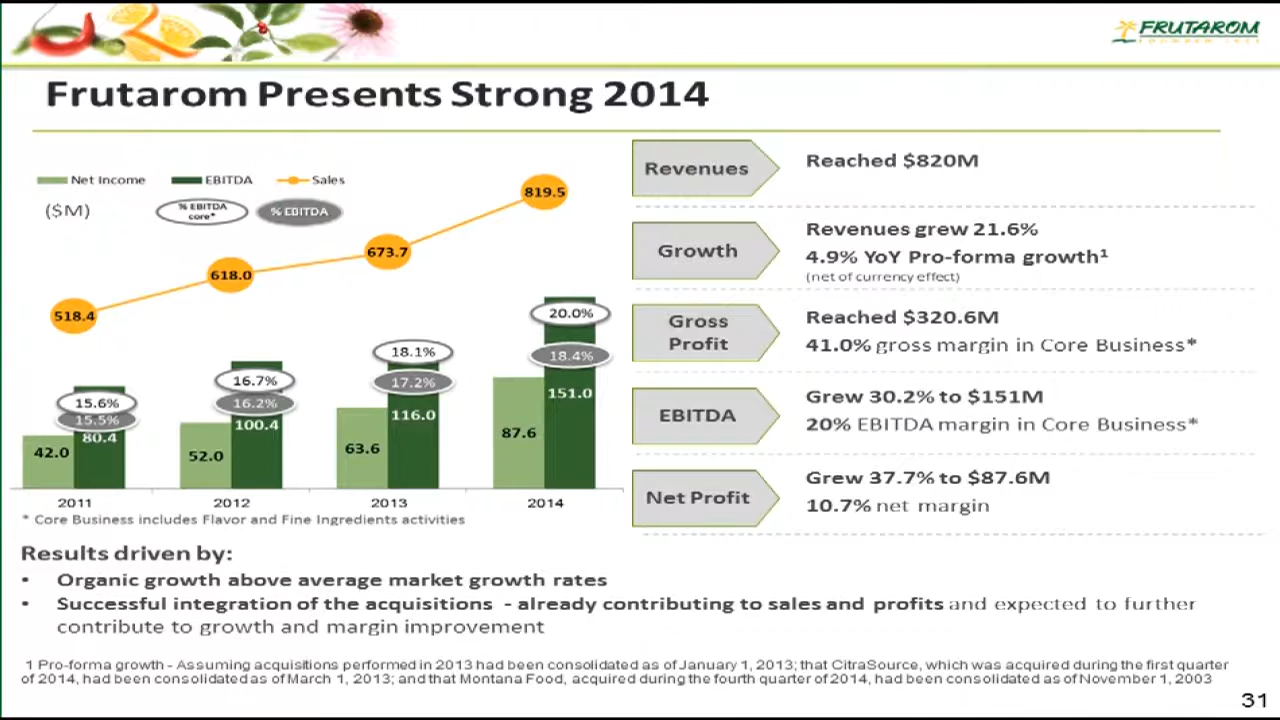 FRUTAROM
Frutarom Presents Strong 2014
Net Income EBITDA Sales
($M)
% EBITDA
core*
% EBITDA
518.4
618.0
673.7
819.5
15.6%
15.5%
80.4
42.0
16.7%
16.2%
100.4
52.0
18.1%
17.2%
116.0
63.6
20.0%
18.4%
151.0
87.6
2011 2012 2013 2014
* Core Business includes Flavor and Fine Ingredients activities
Revenues
Reached $820M
Growth
Revenues grew 21.6%
4.9% YoY Pro-forma growth¹
(net of currency effect)
Gross
Profit
Reached $320.6M
41.0% gross margin in Core Business*
EBITDA
Grew 30.2% to $151M
20% EBITDA margin in Core Business*
Net Profit
Grew 37.7% to $87.6M
10.7% net margin
Results driven by:
• Organic growth above average market growth rates
• Successful integration of the acquisitions - already contributing to sales and profits and expected to further
contribute to growth and margin improvement
1 Pro-forma growth - Assuming acquisitions performed in 2013 had been consolidated as of January 1, 2013; that CitraSource, which was acquired during the first quarter
of 2014, had been consolidated as of March 1, 2013; and that Montana Food, acquired during the fourth quarter of 2014, had been consolidated as of November 1, 2003
31